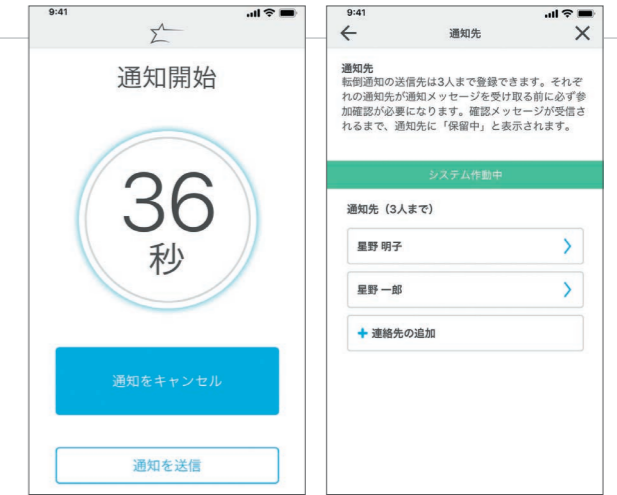 9:41
通知開始
36
秒
通知をキャンセル
通知を送信
9:41
通知先
通知先
転倒通知の送信先は3人まで登録できます。それぞ
れの通知先が通知メッセージを受け取る前に必ず参
加確認が必要になります。確認メッセージが受信さ
れるまで、通知先に「保留中」と表示されます。
システム作動中
通知先（3人まで）
星野 明子
星野 一郎
+ 連絡先の追加